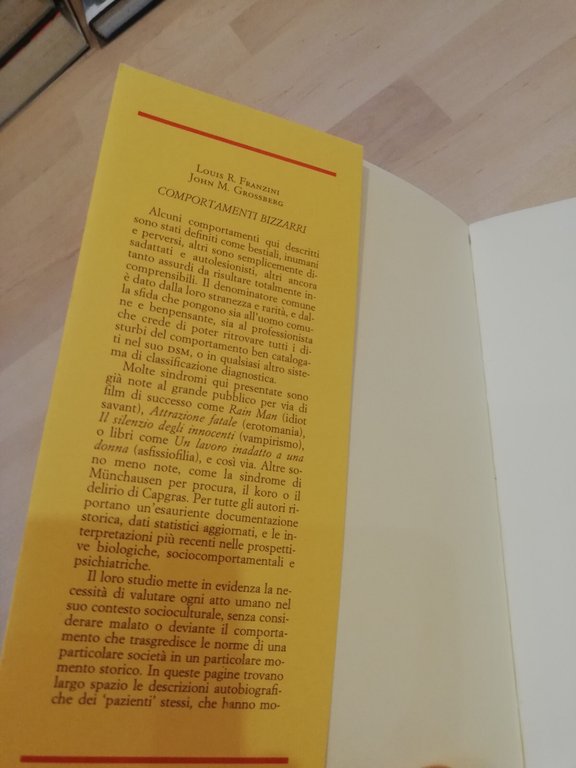 Louis R. Franzini
John M. Grossberg
COMPORTAMENTI BIZZARRI
Alcuni comportamenti qui descritti
sono stati definiti come bestiali, inumani
e perversi, altri sono semplicemente di-
sadattati e autolesionisti, altri ancora
tanto assurdi da risultare totalmente in-
comprensibili. Il denominatore comune
è dato dalla loro stranezza e rarità, e dal-
la sfida che pongono sia all'uomo comu-
ne e benpensante, sia al professionista
che crede di poter ritrovare tutti i di-
sturbi del comportamento ben cataloga-
ti nel suo DSM, o in qualsiasi altro siste-
ma di classificazione diagnostica.
Molte sindromi qui presentate sono
già note al grande pubblico per via di
film di successo come Rain Man (idiot
savant), Attrazione fatale (erotomania),
Il silenzio degli innocenti (vampirismo),
o libri come Un lavoro inadatto a una
donna (asfissiofilia), e così via. Altre so-
no meno note, come la sindrome di
Münchausen per procura, il koro o il
delirio di Capgras. Per tutte gli autori ri-
portano un'esauriente documentazione
storica, dati statistici aggiornati, e le in-
terpretazioni più recenti nelle prospetti-
ve biologiche, sociocomportamentali e
psichiatriche.
Il loro studio mette in evidenza la ne-
cessità di valutare ogni atto umano nel
suo contesto socioculturale, senza consi-
derare malato o deviante il comporta-
mento che trasgredisce le norme di una
particolare società in un particolare mo-
mento storico. In queste pagine trovano
largo spazio le descrizioni autobiografi-
che dei 'pazienti' stessi, che hanno mo-